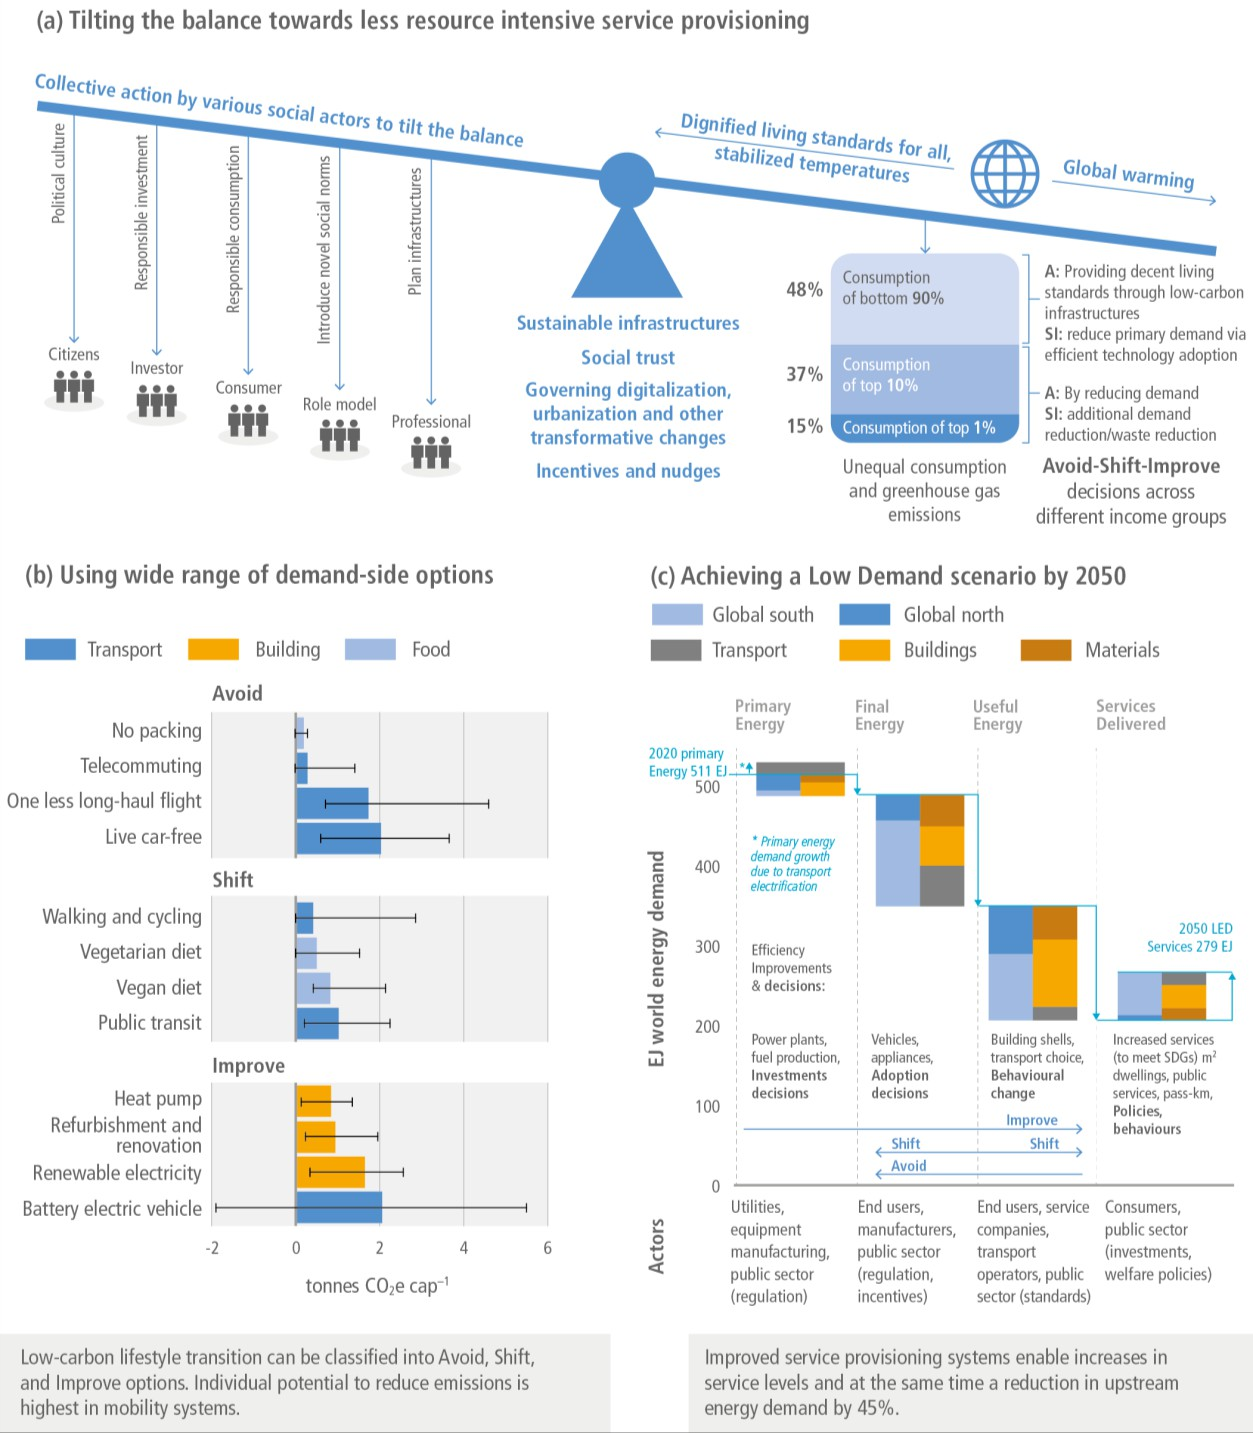 (a) Tilting the balance towards less resource intensive service provisioning
Collective action by various social actors to tilt the balance
Political culture
Responsible investment
Responsible consumption
Introduce novel social norms
Plan infrastructures
Citizens
Investor
Consumer
Role model
Professional
Sustainable infrastructures
Social trust
Governing digitalization,
urbanization and other
transformative changes
Incentives and nudges
Dignified living standards for all,
stabilized temperatures
Global warming
48%
Consumption
of bottom 90%
37%
Consumption
of top 10%
15%
Consumption of top 1%
Unequal consumption
and greenhouse gas
emissions
A: Providing decent living
standards through low-carbon
infrastructures
SI: reduce primary demand via
efficient technology adoption
A: By reducing demand
SI: additional demand
reduction/waste reduction
Avoid-Shift-Improve
decisions across
different income groups
(b) Using wide range of demand-side options
Transport
Building
Food
Avoid
No packing
Telecommuting
One less long-haul flight
Live car-free
Shift
Walking and cycling
Vegetarian diet
Vegan diet
Public transit
Improve
Heat pump
Refurbishment and
renovation
Renewable electricity
Battery electric vehicle
-2 0 2 4 6
tonnes CO₂e cap⁻¹
Low-carbon lifestyle transition can be classified into Avoid, Shift,
and Improve options. Individual potential to reduce emissions is
highest in mobility systems.
(c) Achieving a Low Demand scenario by 2050
Global south
Global north
Transport
Buildings
Materials
Primary
Energy
Final
Energy
Useful
Energy
Services
Delivered
2020 primary
Energy 511 EJ
*
500
400
300
200
100
0
EJ world energy demand
* Primary energy
demand growth
due to transport
electrification
Efficiency
Improvements
& decisions:
2050 LED
Services 279 EJ
Power plants,
fuel production,
Investments
decisions
Vehicles,
appliances,
Adoption
decisions
Building shells,
transport choice,
Behavioural
change
Increased services
(to meet SDGs) m²
dwellings, public
services, pass-km,
Policies,
behaviours
Improve
Shift
Shift
Avoid
Actors
Utilities,
equipment
manufacturing,
public sector
(regulation)
End users,
manufacturers,
public sector
(regulation,
incentives)
End users, service
companies,
transport
operators, public
sector (standards)
Consumers,
public sector
(investments,
welfare policies)
Improved service provisioning systems enable increases in
service levels and at the same time a reduction in upstream
energy demand by 45%.